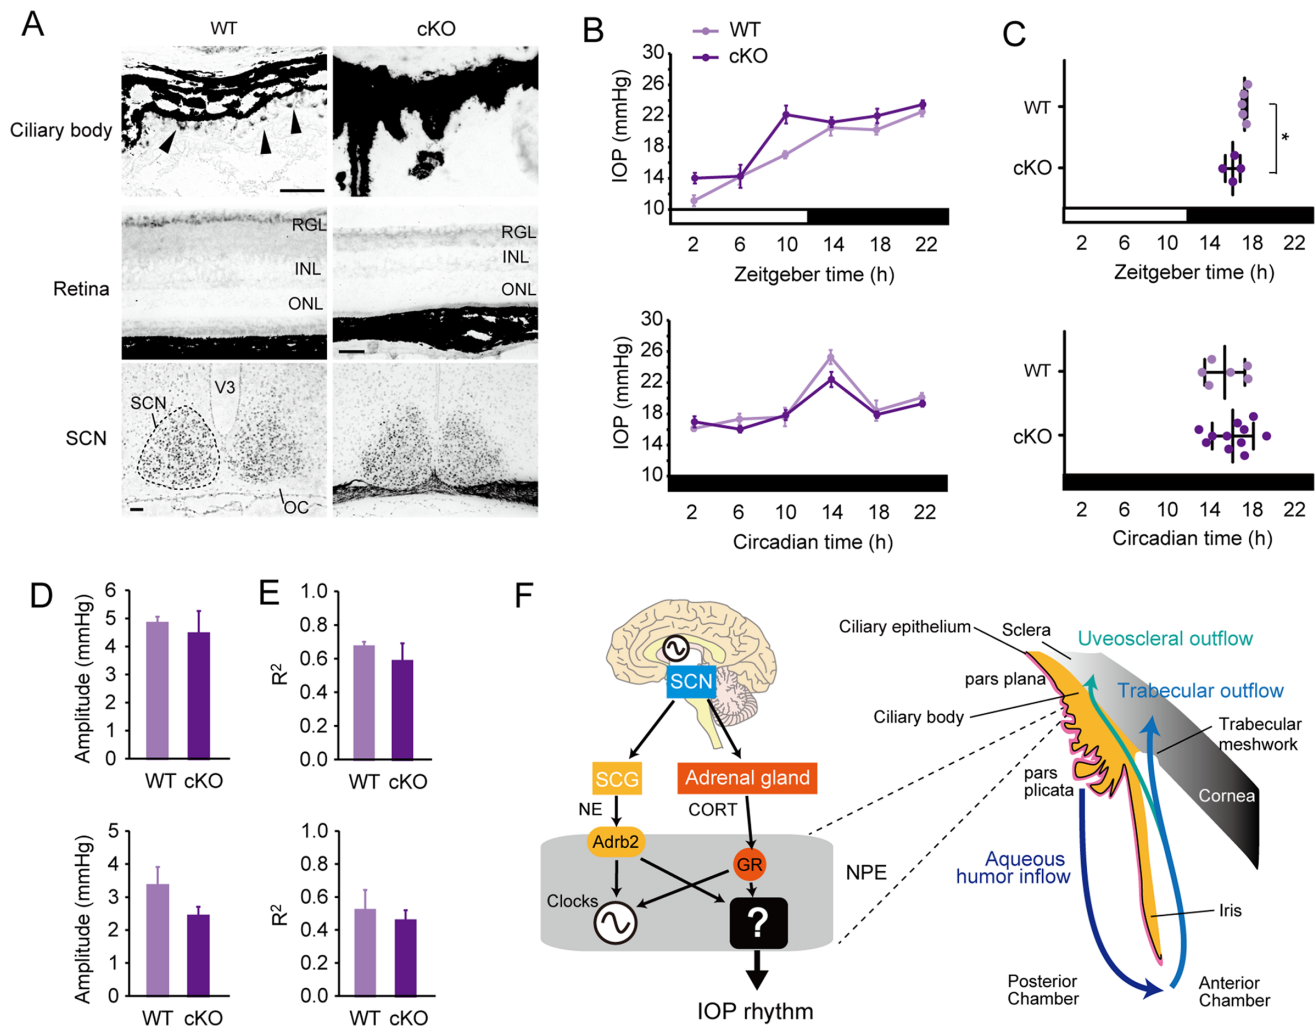 A
WT
cKO
Ciliary body
RGL
INL
ONL
RGL
INL
ONL
Retina
V3
SCN
OC
SCN
B
WT
cKO
IOP (mmHg)
30
26
22
18
14
10
2 6 10 14 18 22
Zeitgeber time (h)
IOP (mmHg)
30
26
22
18
14
10
2 6 10 14 18 22
Circadian time (h)
C
WT
*
cKO
2 6 10 14 18 22
Zeitgeber time (h)
WT
cKO
2 6 10 14 18 22
Circadian time (h)
D
Amplitude (mmHg)
6
5
4
3
2
1
0
WT cKO
Amplitude (mmHg)
5
4
3
2
1
0
WT cKO
E
R2
1.0
0.8
0.6
0.4
0.2
0.0
WT cKO
R2
1.0
0.8
0.6
0.4
0.2
0.0
WT cKO
F
SCN
SCG
Adrenal gland
NE
CORT
Adrb2
GR
NPE
Clocks
?
IOP rhythm
Ciliary epithelium
Sclera
Uveoscleral outflow
pars plana
Trabecular outflow
Ciliary body
Trabecular
meshwork
pars
plicata
Cornea
Aqueous
humor inflow
Iris
Posterior
Chamber
Anterior
Chamber